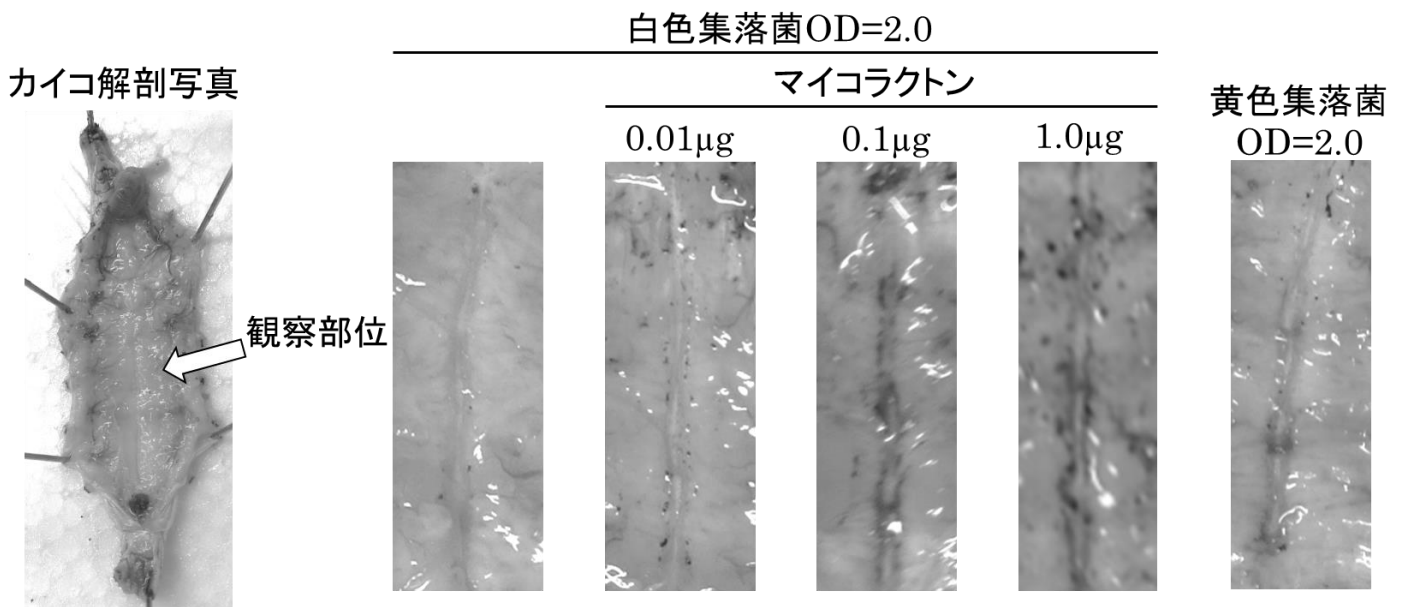 白色集落菌OD=2.0
カイコ解剖写真
マイコラクトン
黄色集落菌
OD=2.0
0.01μg
0.1μg
1.0μg
観察部位